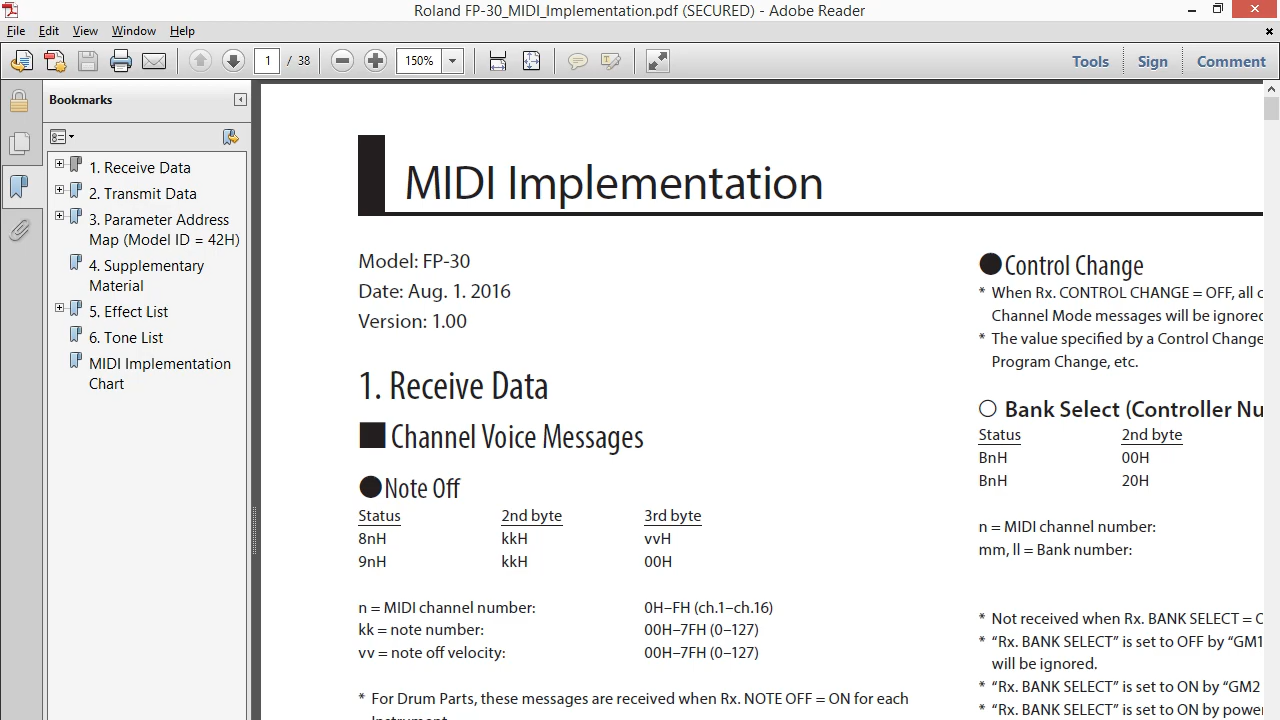 Roland FP-30_MIDI_Implementation.pdf (SECURED) - Adobe Reader
File Edit View Window Help
1 / 38 150% Tools Sign Comment
Bookmarks
1. Receive Data
2. Transmit Data
3. Parameter Address
Map (Model ID = 42H)
4. Supplementary
Material
5. Effect List
6. Tone List
MIDI Implementation
Chart
MIDI Implementation
Model: FP-30
Date: Aug. 1. 2016
Version: 1.00
1. Receive Data
■ Channel Voice Messages
●Note Off
Status 2nd byte 3rd byte
8nH kkH vvH
9nH kkH 00H
n = MIDI channel number: 0H–FH (ch.1–ch.16)
kk = note number: 00H–7FH (0–127)
vv = note off velocity: 00H–7FH (0–127)
* For Drum Parts, these messages are received when Rx. NOTE OFF = ON for each
●Control Change
* When Rx. CONTROL CHANGE = OFF, all
Channel Mode messages will be ignored
* The value specified by a Control Change
Program Change, etc.
○ Bank Select (Controller Nu
Status 2nd byte
BnH 00H
BnH 20H
n = MIDI channel number:
mm, ll = Bank number:
* Not received when Rx. BANK SELECT =
* “Rx. BANK SELECT” is set to OFF by “GM1
will be ignored.
* “Rx. BANK SELECT” is set to ON by “GM2
* “Rx. BANK SELECT” is set to ON by power